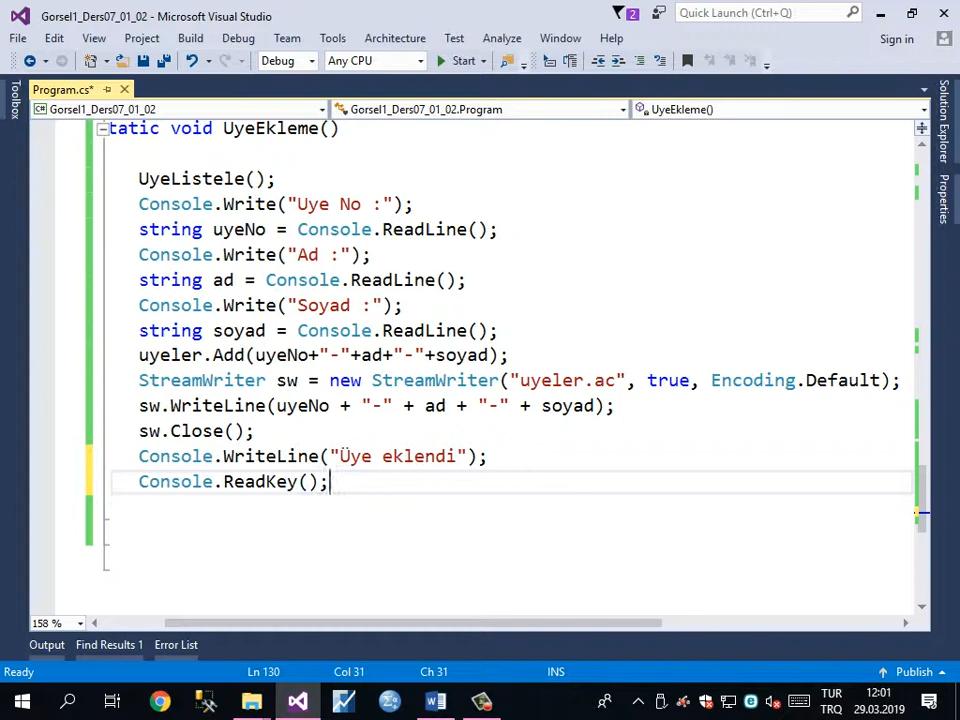 Gorsel1_Ders07_01_02 - Microsoft Visual Studio
2
Quick Launch (Ctrl+Q)
File Edit View Project Build Debug Team Tools Architecture Test Analyze Window Help
Sign in
Debug Any CPU Start
Program.cs*
Gorsel1_Ders07_01_02 Gorsel1_Ders07_01_02.Program UyeEkleme()
Toolbox
Solution Explorer
Properties
tatic void UyeEkleme()
UyeListele();
Console.Write("Uye No :");
string uyeNo = Console.ReadLine();
Console.Write("Ad :");
string ad = Console.ReadLine();
Console.Write("Soyad :");
string soyad = Console.ReadLine();
uyeler.Add(uyeNo+"-"+ad+"-"+soyad);
StreamWriter sw = new StreamWriter("uyeler.ac", true, Encoding.Default);
sw.WriteLine(uyeNo + "-" + ad + "-" + soyad);
sw.Close();
Console.WriteLine("Üye eklendi");
Console.ReadKey();
158 %
Output Find Results 1 Error List
Ready Ln 130 Col 31 Ch 31 INS Publish
TUR 12:01
TRQ 29.03.2019